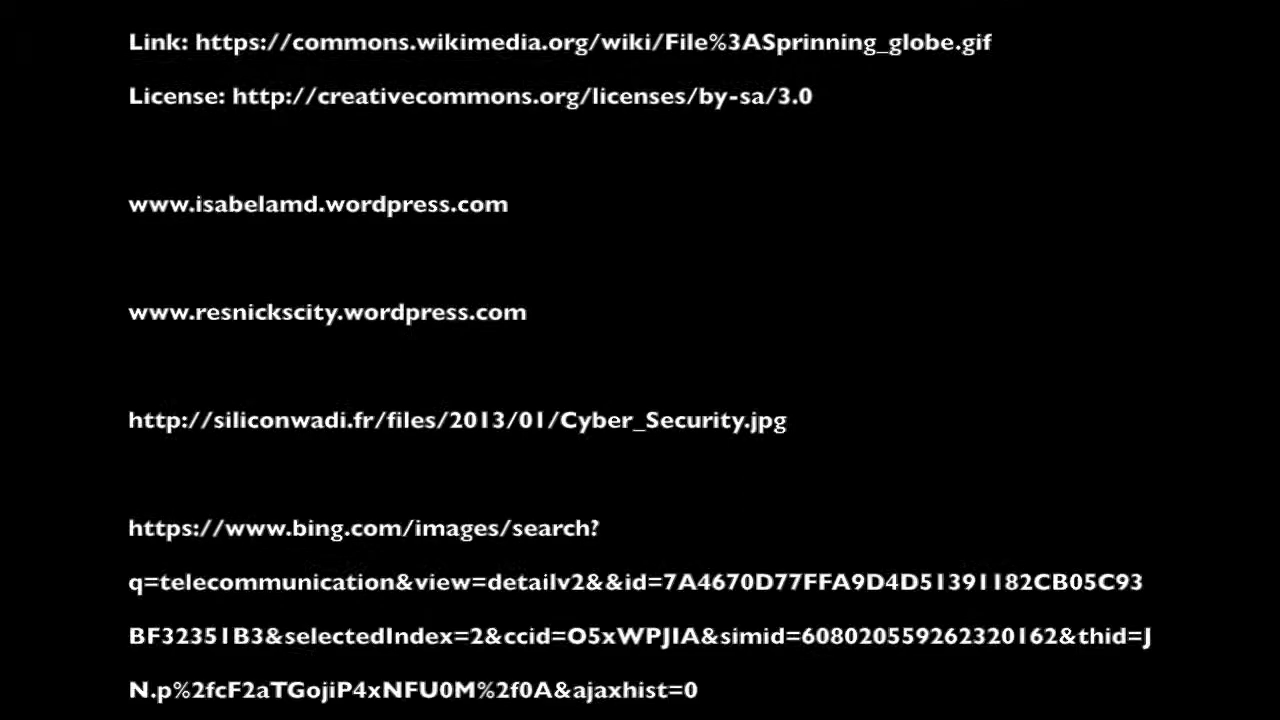 Link: https://commons.wikimedia.org/wiki/File%3ASprinning_globe.gif
License: http://creativecommons.org/licenses/by-sa/3.0
www.isabelamd.wordpress.com
www.resnickscity.wordpress.com
http://siliconwadi.fr/files/2013/01/Cyber_Security.jpg
https://www.bing.com/images/search?
q=telecommunication&view=detailv2&&id=7A4670D77FFA9D4D51391182CB05C93
BF32351B3&selectedIndex=2&ccid=O5xWPJIA&simid=608020559262320162&thid=J
N.p%2fcF2aTGojiP4xNFU0M%2f0A&ajaxhist=0